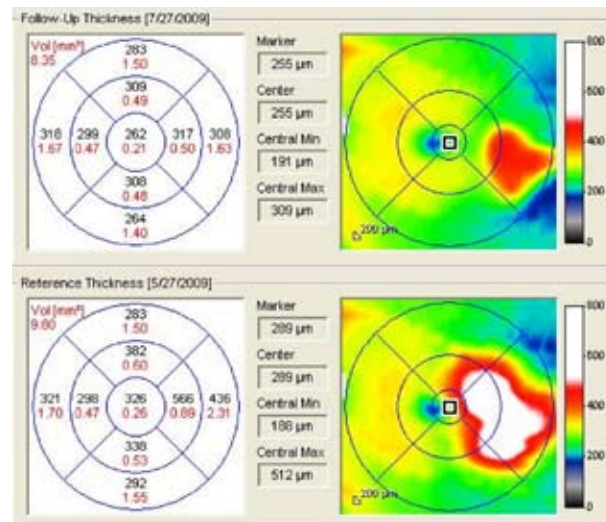 Follow-Up Thickness [7/27/2009]
Vol [mm³]
8.35
283
1.50
309
0.49
318 299 262 317 308
1.67 0.47 0.21 0.50 1.63
308
0.48
264
1.40
Marker
255 µm
Center
255 µm
Central Min
191 µm
Central Max
309 µm
200 µm
800
600
400
200
0
Reference Thickness [5/27/2009]
Vol [mm³]
9.80
283
1.50
382
0.60
321 298 326 566 436
1.70 0.47 0.26 0.89 2.31
338
0.53
292
1.55
Marker
289 µm
Center
289 µm
Central Min
188 µm
Central Max
512 µm
200 µm
800
600
400
200
0